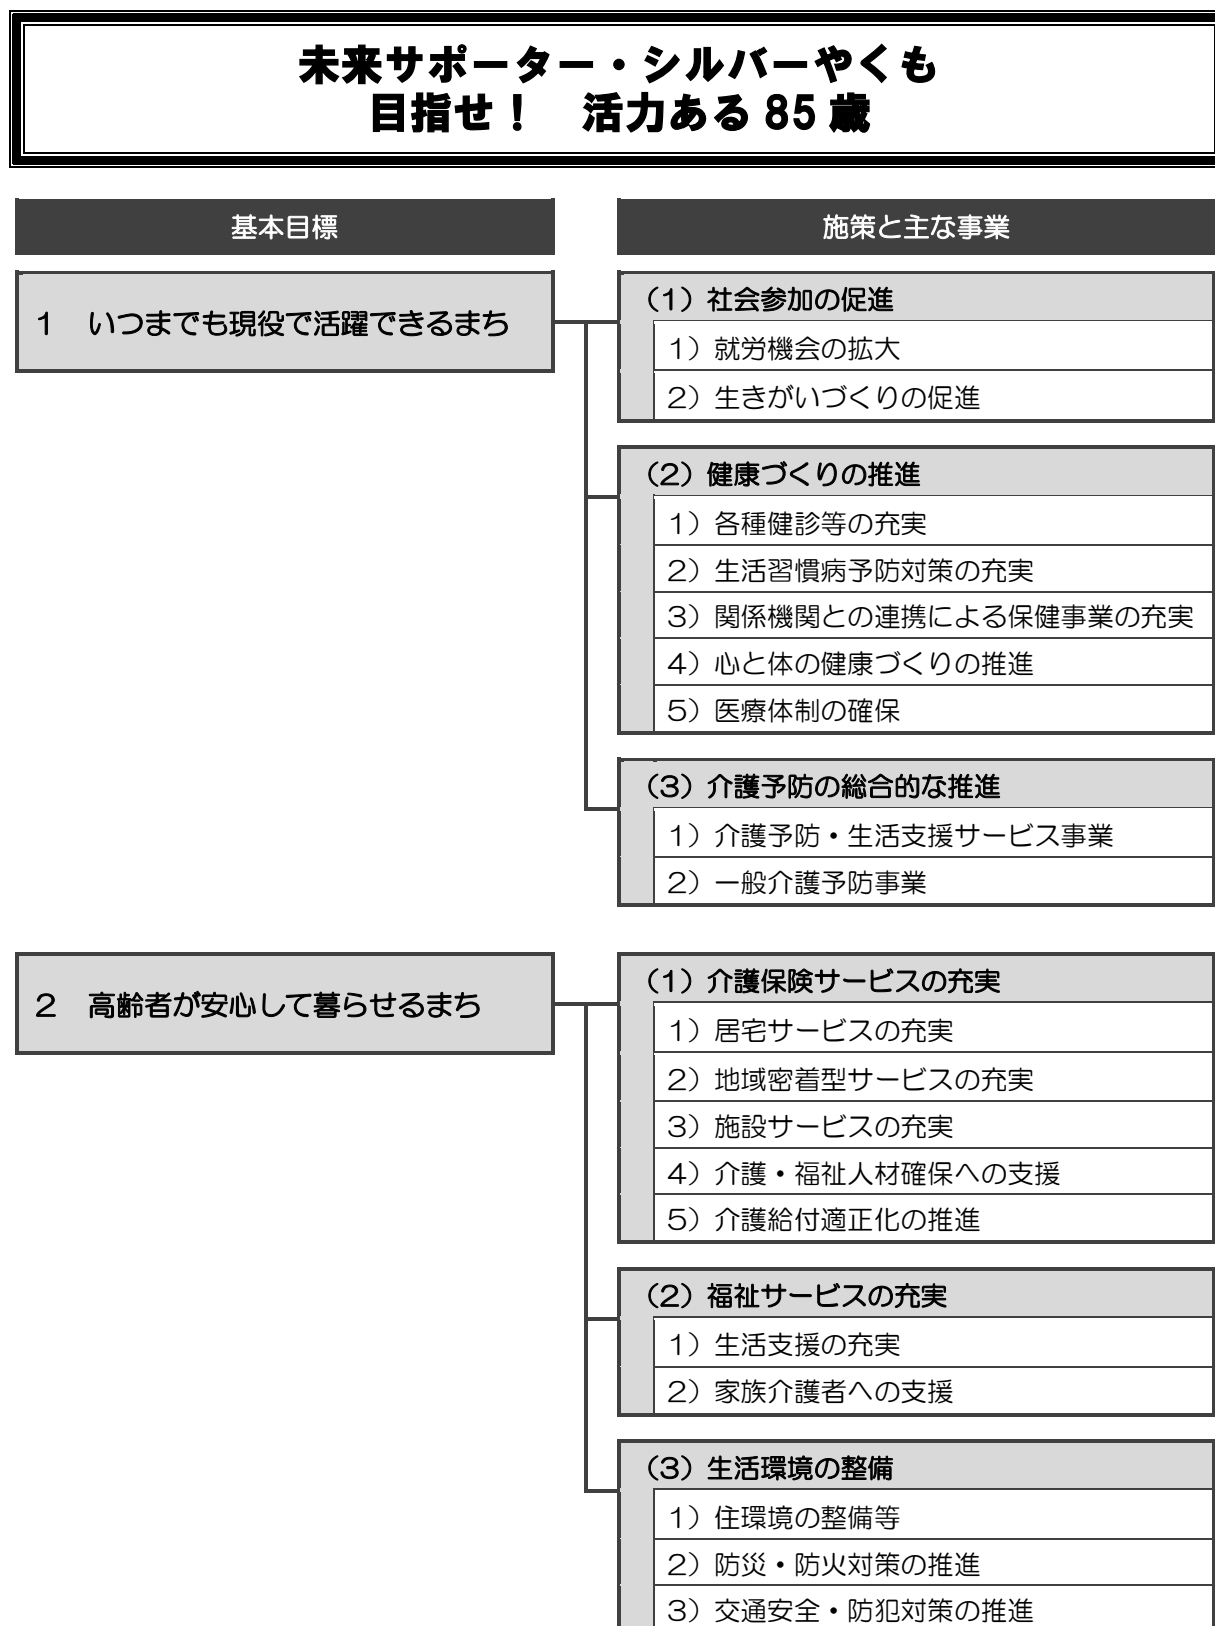 未来サポーター・シルバーやくも
目指せ！　活力ある85歳
基本目標
施策と主な事業
1　いつまでも現役で活躍できるまち
（1）社会参加の促進
1）就労機会の拡大
2）生きがいづくりの促進
（2）健康づくりの推進
1）各種健診等の充実
2）生活習慣病予防対策の充実
3）関係機関との連携による保健事業の充実
4）心と体の健康づくりの推進
5）医療体制の確保
（3）介護予防の総合的な推進
1）介護予防・生活支援サービス事業
2）一般介護予防事業
2　高齢者が安心して暮らせるまち
（1）介護保険サービスの充実
1）居宅サービスの充実
2）地域密着型サービスの充実
3）施設サービスの充実
4）介護・福祉人材確保への支援
5）介護給付適正化の推進
（2）福祉サービスの充実
1）生活支援の充実
2）家族介護者への支援
（3）生活環境の整備
1）住環境の整備等
2）防災・防火対策の推進
3）交通安全・防犯対策の推進